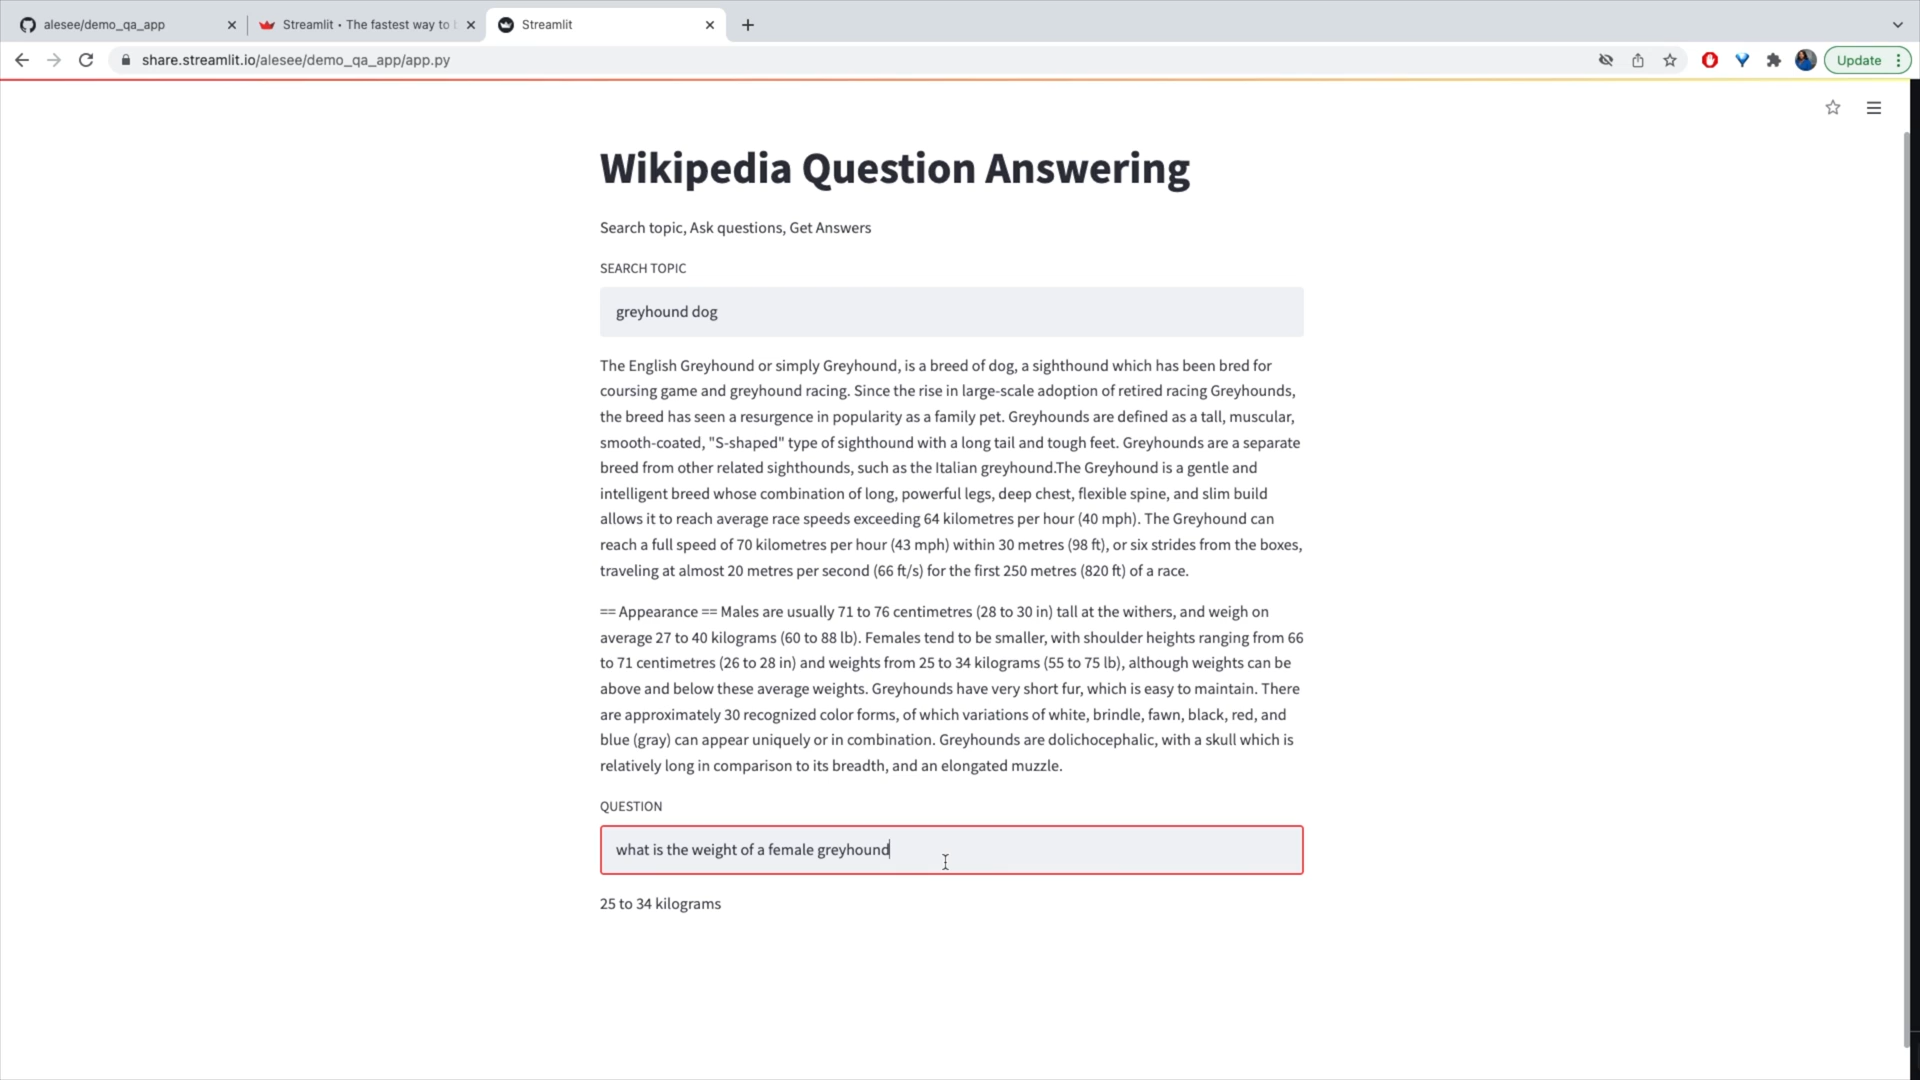 alesee/demo_qa_app
Streamlit • The fastest way to
Streamlit
share.streamlit.io/alesee/demo_qa_app/app.py
Update
Wikipedia Question Answering
Search topic, Ask questions, Get Answers
SEARCH TOPIC
greyhound dog
The English Greyhound or simply Greyhound, is a breed of dog, a sighthound which has been bred for
coursing game and greyhound racing. Since the rise in large-scale adoption of retired racing Greyhounds,
the breed has seen a resurgence in popularity as a family pet. Greyhounds are defined as a tall, muscular,
smooth-coated, "S-shaped" type of sighthound with a long tail and tough feet. Greyhounds are a separate
breed from other related sighthounds, such as the Italian greyhound.The Greyhound is a gentle and
intelligent breed whose combination of long, powerful legs, deep chest, flexible spine, and slim build
allows it to reach average race speeds exceeding 64 kilometres per hour (40 mph). The Greyhound can
reach a full speed of 70 kilometres per hour (43 mph) within 30 metres (98 ft), or six strides from the boxes,
traveling at almost 20 metres per second (66 ft/s) for the first 250 metres (820 ft) of a race.
== Appearance == Males are usually 71 to 76 centimetres (28 to 30 in) tall at the withers, and weigh on
average 27 to 40 kilograms (60 to 88 lb). Females tend to be smaller, with shoulder heights ranging from 66
to 71 centimetres (26 to 28 in) and weights from 25 to 34 kilograms (55 to 75 lb), although weights can be
above and below these average weights. Greyhounds have very short fur, which is easy to maintain. There
are approximately 30 recognized color forms, of which variations of white, brindle, fawn, black, red, and
blue (gray) can appear uniquely or in combination. Greyhounds are dolichocephalic, with a skull which is
relatively long in comparison to its breadth, and an elongated muzzle.
QUESTION
what is the weight of a female greyhound
25 to 34 kilograms